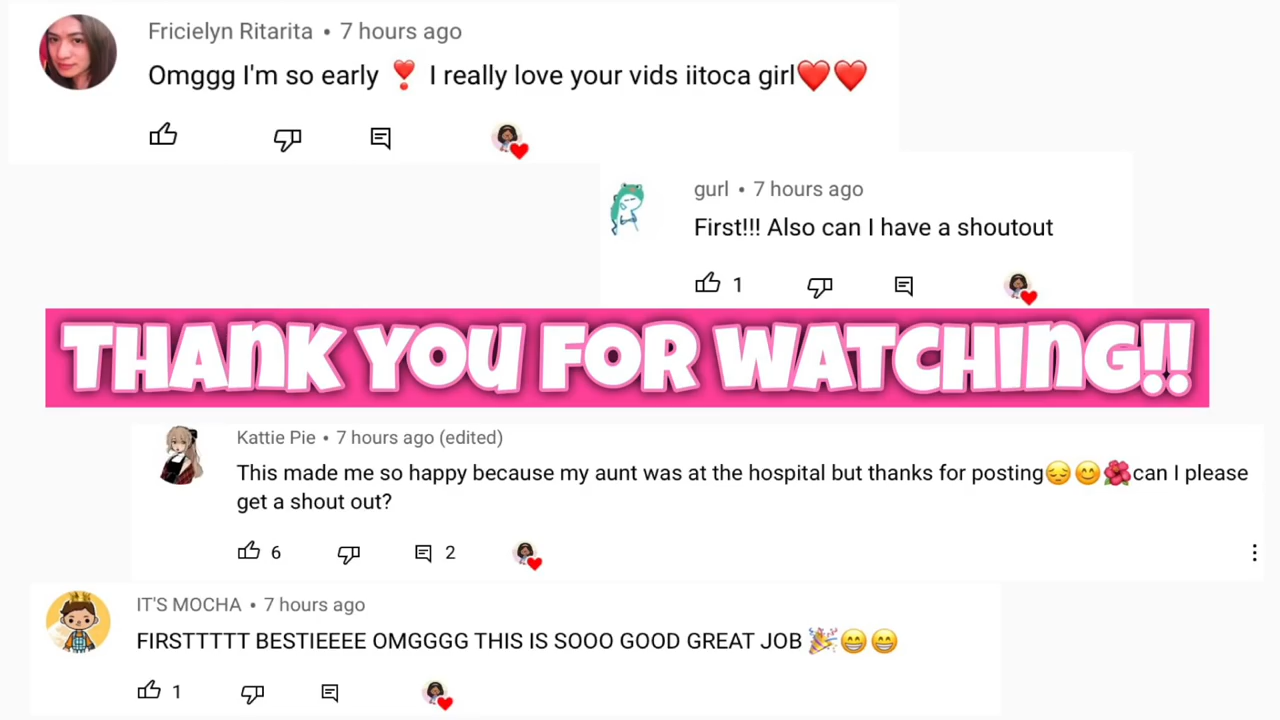 Fricielyn Ritarita • 7 hours ago
Omggg I'm so early ❣️ I really love your vids iitoca girl❤️❤️
gurl • 7 hours ago
First!!! Also can I have a shoutout
1
THANK YOU FOR WATCHING!!
Kattie Pie • 7 hours ago (edited)
This made me so happy because my aunt was at the hospital but thanks for posting😔😊🌺can I please
get a shout out?
6 2
IT'S MOCHA • 7 hours ago
FIRSTTTTT BESTIEEEE OMGGGG THIS IS SOOO GOOD GREAT JOB 🎉😁😁
1